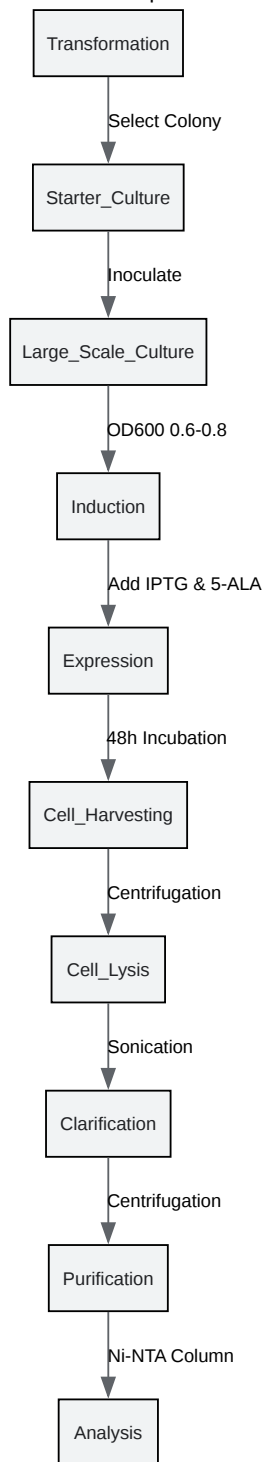 Transformation
Select Colony
Starter_Culture
Inoculate
Large_Scale_Culture
OD600 0.6-0.8
Induction
Add IPTG & 5-ALA
Expression
48h Incubation
Cell_Harvesting
Centrifugation
Cell_Lysis
Sonication
Clarification
Centrifugation
Purification
Ni-NTA Column
Analysis